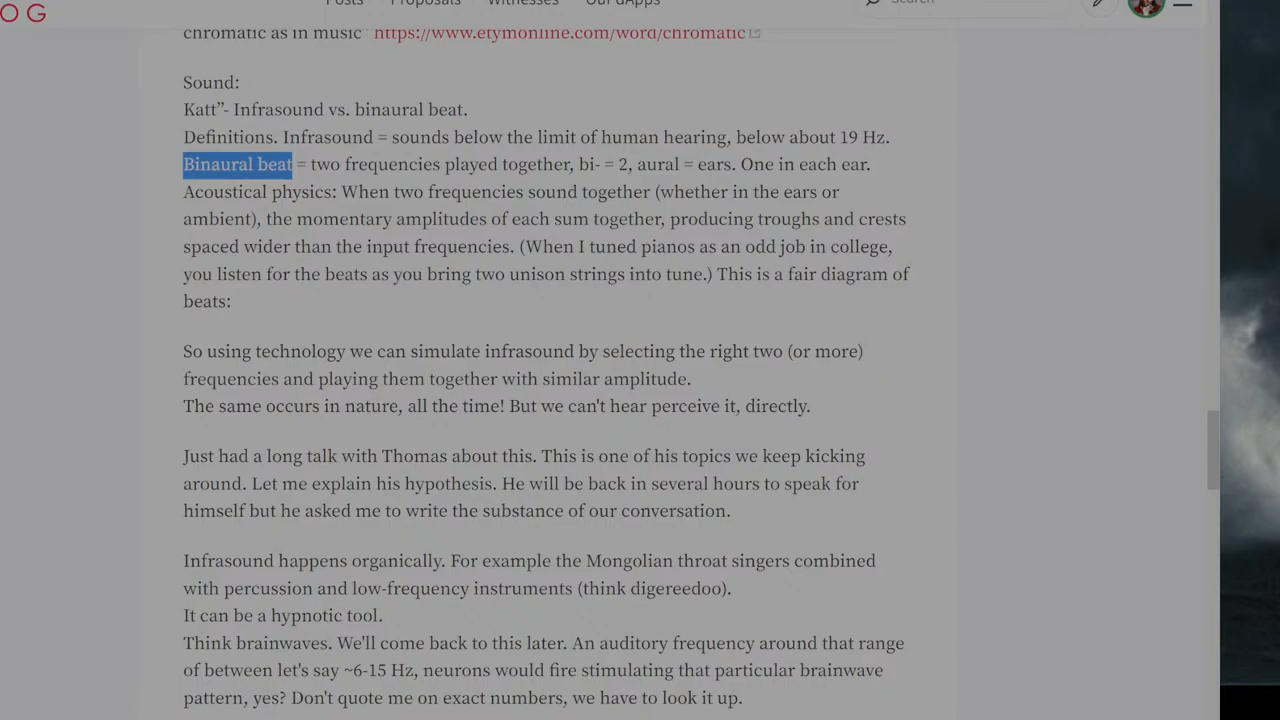 OG
Posts Proposals Witnesses Our dApps Search
chromatic as in music" https://www.etymonline.com/word/chromatic
Sound:
Katt”- Infrasound vs. binaural beat.
Definitions. Infrasound = sounds below the limit of human hearing, below about 19 Hz.
Binaural beat = two frequencies played together, bi- = 2, aural = ears. One in each ear.
Acoustical physics: When two frequencies sound together (whether in the ears or
ambient), the momentary amplitudes of each sum together, producing troughs and crests
spaced wider than the input frequencies. (When I tuned pianos as an odd job in college,
you listen for the beats as you bring two unison strings into tune.) This is a fair diagram of
beats:
So using technology we can simulate infrasound by selecting the right two (or more)
frequencies and playing them together with similar amplitude.
The same occurs in nature, all the time! But we can't hear perceive it, directly.
Just had a long talk with Thomas about this. This is one of his topics we keep kicking
around. Let me explain his hypothesis. He will be back in several hours to speak for
himself but he asked me to write the substance of our conversation.
Infrasound happens organically. For example the Mongolian throat singers combined
with percussion and low-frequency instruments (think digereedoo).
It can be a hypnotic tool.
Think brainwaves. We'll come back to this later. An auditory frequency around that range
of between let's say ~6-15 Hz, neurons would fire stimulating that particular brainwave
pattern, yes? Don't quote me on exact numbers, we have to look it up.